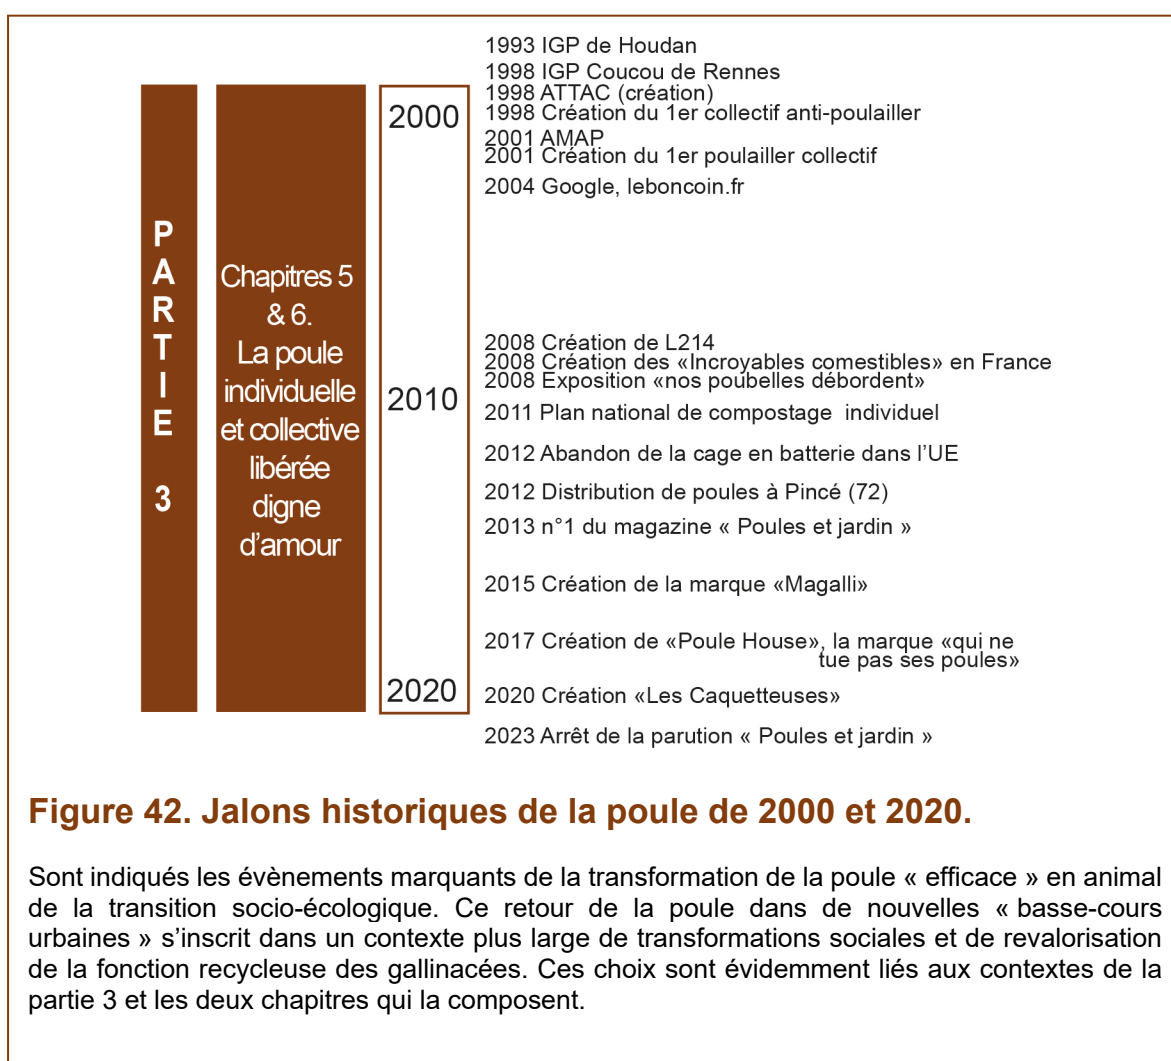 1993 IGP de Houdan
1998 IGP Coucou de Rennes
1998 ATTAC (création)
1998 Création du 1er collectif anti-poulailler
2001 AMAP
2001 Création du 1er poulailler collectif
2004 Google, leboncoin.fr
2008 Création de L214
2008 Création des «Incroyables comestibles» en France
2008 Exposition «nos poubelles débordent»
2011 Plan national de compostage individuel
2012 Abandon de la cage en batterie dans l’UE
2012 Distribution de poules à Pincé (72)
2013 n°1 du magazine « Poules et jardin »
2015 Création de la marque «Magalli»
2017 Création de «Poule House», la marque «qui ne
tue pas ses poules»
2020 Création «Les Caquetteuses»
2023 Arrêt de la parution « Poules et jardin »
2000
2010
2020
PARTIE 3
Chapitres 5
& 6.
La poule
individuelle
et collective
libérée
digne
d’amour
Figure 42. Jalons historiques de la poule de 2000 et 2020.
Sont indiqués les évènements marquants de la transformation de la poule « efficace » en animal
de la transition socio-écologique. Ce retour de la poule dans de nouvelles « basse-cours
urbaines » s’inscrit dans un contexte plus large de transformations sociales et de revalorisation
de la fonction recycleuse des gallinacées. Ces choix sont évidemment liés aux contextes de la
partie 3 et les deux chapitres qui la composent.